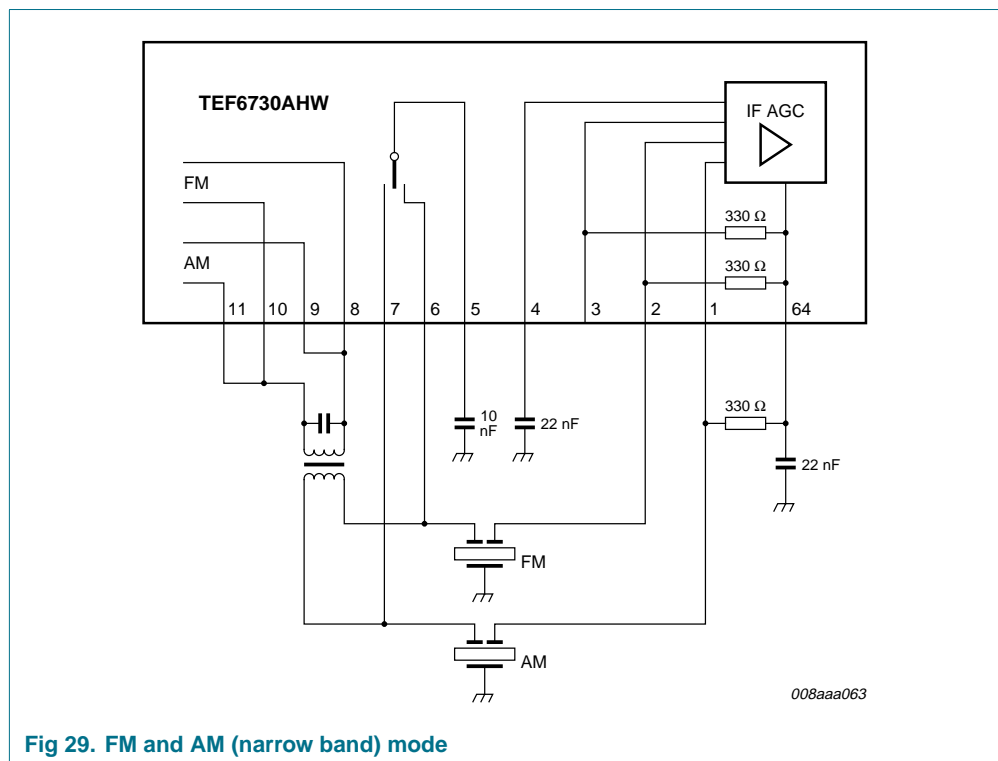 TEF6730AHW
IF AGC
FM
AM
330 Ω
330 Ω
11 10 9 8 7 6 5 4 3 2 1 64
10
nF
22 nF
330 Ω
22 nF
FM
AM
008aaa063
Fig 29. FM and AM (narrow band) mode